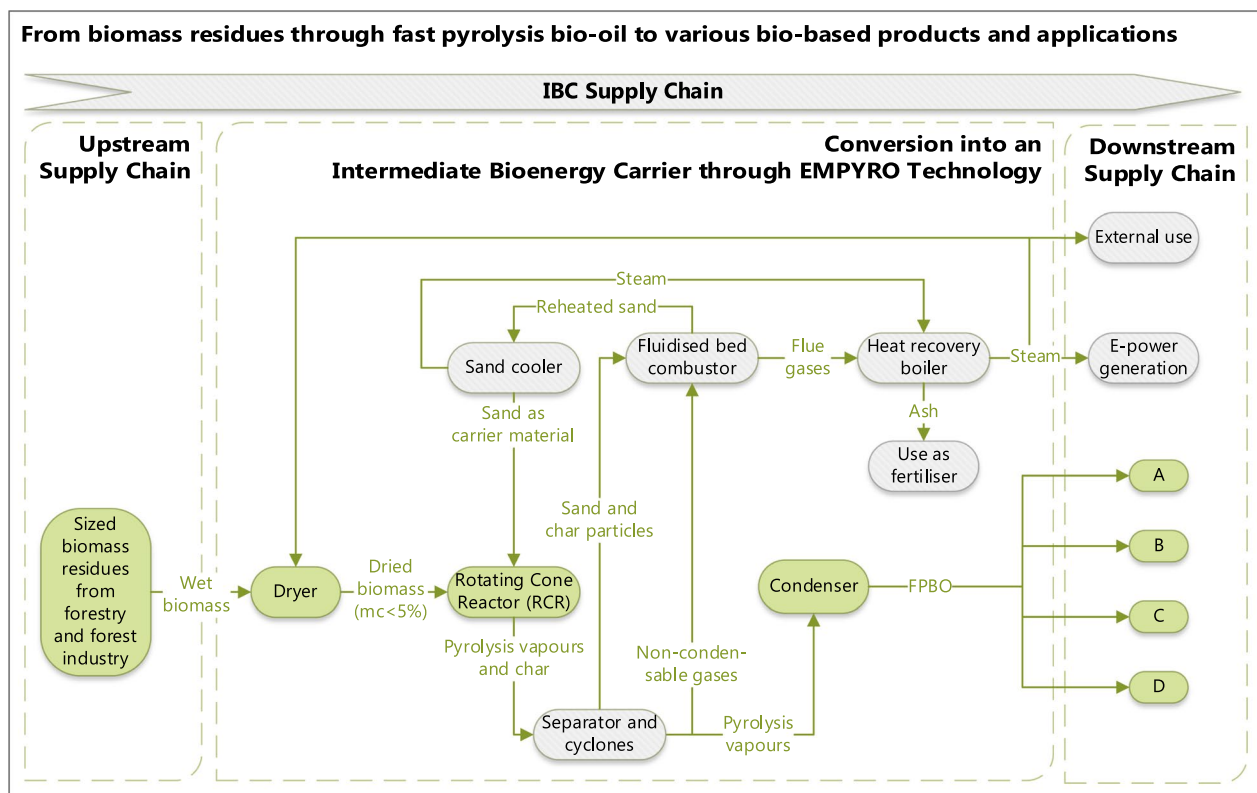 From biomass residues through fast pyrolysis bio-oil to various bio-based products and applications
IBC Supply Chain
Upstream
Supply Chain
Conversion into an
Intermediate Bioenergy Carrier through EMPYRO Technology
Downstream
Supply Chain
External use
Steam
Reheated sand
Sand cooler
Fluidised bed
combustor
Flue
gases
Heat recovery
boiler
Steam
E-power
generation
Sand as
carrier material
Ash
Use as
fertiliser
Sand and
char particles
Sized
biomass
residues
from
forestry
and forest
industry
Wet
biomass
Dryer
Dried
biomass
(mc<5%)
Rotating Cone
Reactor (RCR)
Condenser
FPBO
A
B
C
D
Pyrolysis vapours
and char
Non-conden-
sable gases
Separator and
cyclones
Pyrolysis
vapours